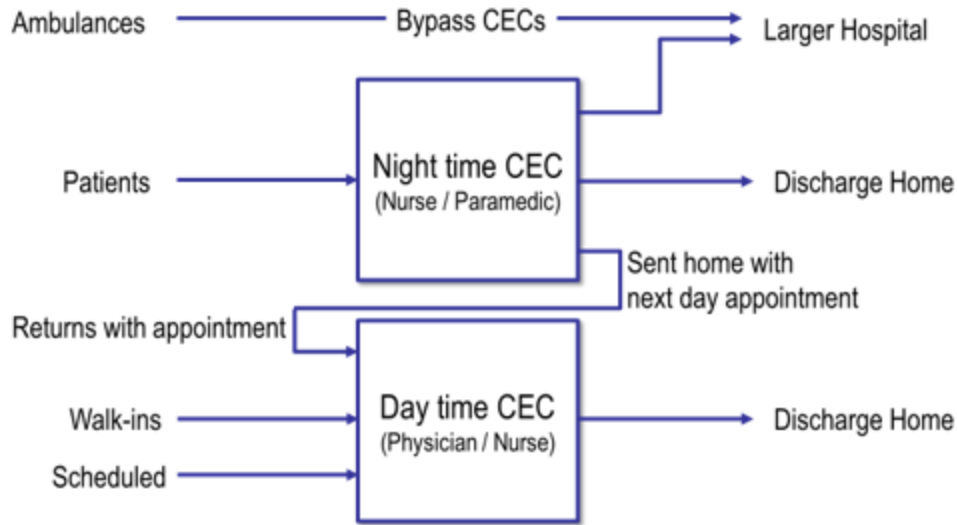 Ambulances
Bypass CECs
Larger Hospital
Patients
Night time CEC
(Nurse / Paramedic)
Discharge Home
Sent home with
next day appointment
Returns with appointment
Walk-ins
Day time CEC
(Physician / Nurse)
Discharge Home
Scheduled